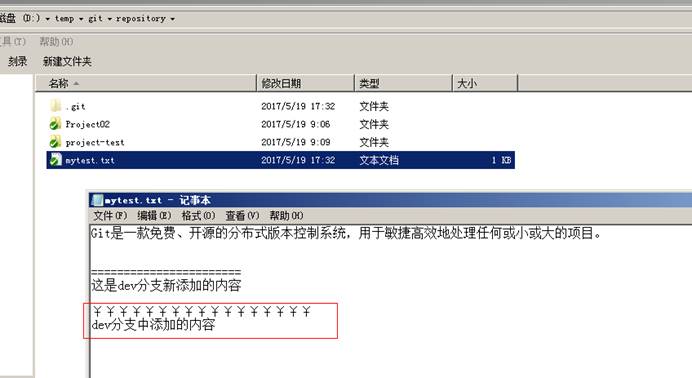 磁盘 (D:) ▾ temp ▾ git ▾ repository ▾
工具(T) 帮助(H)
刻录 新建文件夹
名称 修改日期 类型 大小
.git 2017/5/19 17:32 文件夹
Project02 2017/5/19 9:06 文件夹
project-test 2017/5/19 9:09 文件夹
mytest.txt 2017/5/19 17:32 文本文档 1 KB
mytest.txt - 记事本
文件(F) 编辑(E) 格式(O) 查看(V) 帮助(H)
Git是一款免费、开源的分布式版本控制系统，用于敏捷高效地处理任何或小或大的项目。
=======================
这是dev分支新添加的内容
￥￥￥￥￥￥￥￥￥￥￥￥￥￥￥￥￥
dev分支中添加的内容